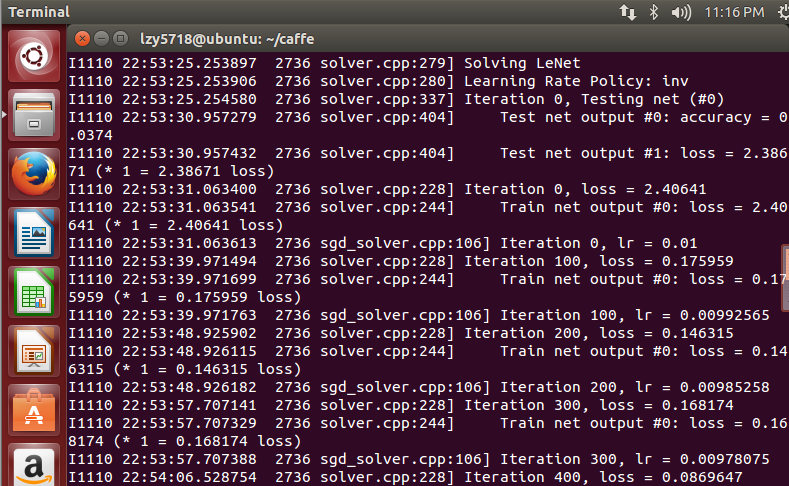 Terminal
11:16 PM
lzy5718@ubuntu: ~/caffe
I1110 22:53:25.253897  2736 solver.cpp:279] Solving LeNet
I1110 22:53:25.253906  2736 solver.cpp:280] Learning Rate Policy: inv
I1110 22:53:25.254580  2736 solver.cpp:337] Iteration 0, Testing net (#0)
I1110 22:53:30.957279  2736 solver.cpp:404]     Test net output #0: accuracy = 0
.0374
I1110 22:53:30.957432  2736 solver.cpp:404]     Test net output #1: loss = 2.386
71 (* 1 = 2.38671 loss)
I1110 22:53:31.063400  2736 solver.cpp:228] Iteration 0, loss = 2.40641
I1110 22:53:31.063541  2736 solver.cpp:244]     Train net output #0: loss = 2.40
641 (* 1 = 2.40641 loss)
I1110 22:53:31.063613  2736 sgd_solver.cpp:106] Iteration 0, lr = 0.01
I1110 22:53:39.971494  2736 solver.cpp:228] Iteration 100, loss = 0.175959
I1110 22:53:39.971699  2736 solver.cpp:244]     Train net output #0: loss = 0.17
5959 (* 1 = 0.175959 loss)
I1110 22:53:39.971763  2736 sgd_solver.cpp:106] Iteration 100, lr = 0.00992565
I1110 22:53:48.925902  2736 solver.cpp:228] Iteration 200, loss = 0.146315
I1110 22:53:48.926115  2736 solver.cpp:244]     Train net output #0: loss = 0.14
6315 (* 1 = 0.146315 loss)
I1110 22:53:48.926182  2736 sgd_solver.cpp:106] Iteration 200, lr = 0.00985258
I1110 22:53:57.707141  2736 solver.cpp:228] Iteration 300, loss = 0.168174
I1110 22:53:57.707329  2736 solver.cpp:244]     Train net output #0: loss = 0.168
8174 (* 1 = 0.168174 loss)
I1110 22:53:57.707388  2736 sgd_solver.cpp:106] Iteration 300, lr = 0.00978075
I1110 22:54:06.528754  2736 solver.cpp:228] Iteration 400, loss = 0.0869647